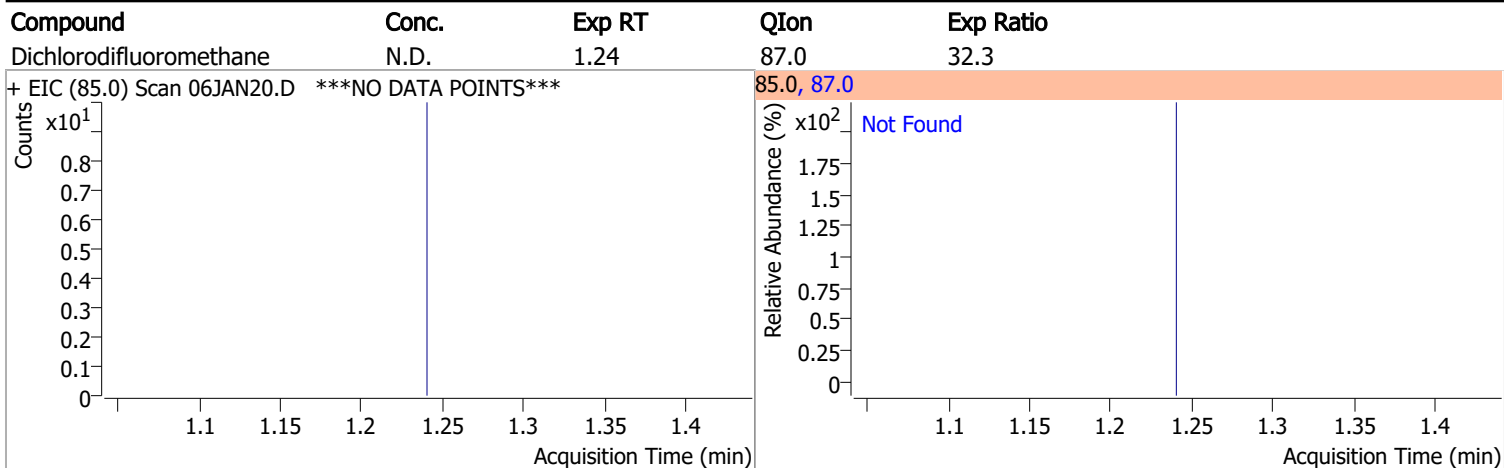 Compound Conc. Exp RT QIon Exp Ratio
Dichlorodifluoromethane N.D. 1.24 87.0 32.3
+ EIC (85.0) Scan 06JAN20.D ***NO DATA POINTS***
Counts
x10¹
0.8
0.7
0.6
0.5
0.4
0.3
0.2
0.1
0
1.1 1.15 1.2 1.25 1.3 1.35 1.4
Acquisition Time (min)
85.0, 87.0
Relative Abundance (%)
x10²
Not Found
1.75
1.5
1.25
1
0.75
0.5
0.25
0
1.1 1.15 1.2 1.25 1.3 1.35 1.4
Acquisition Time (min)